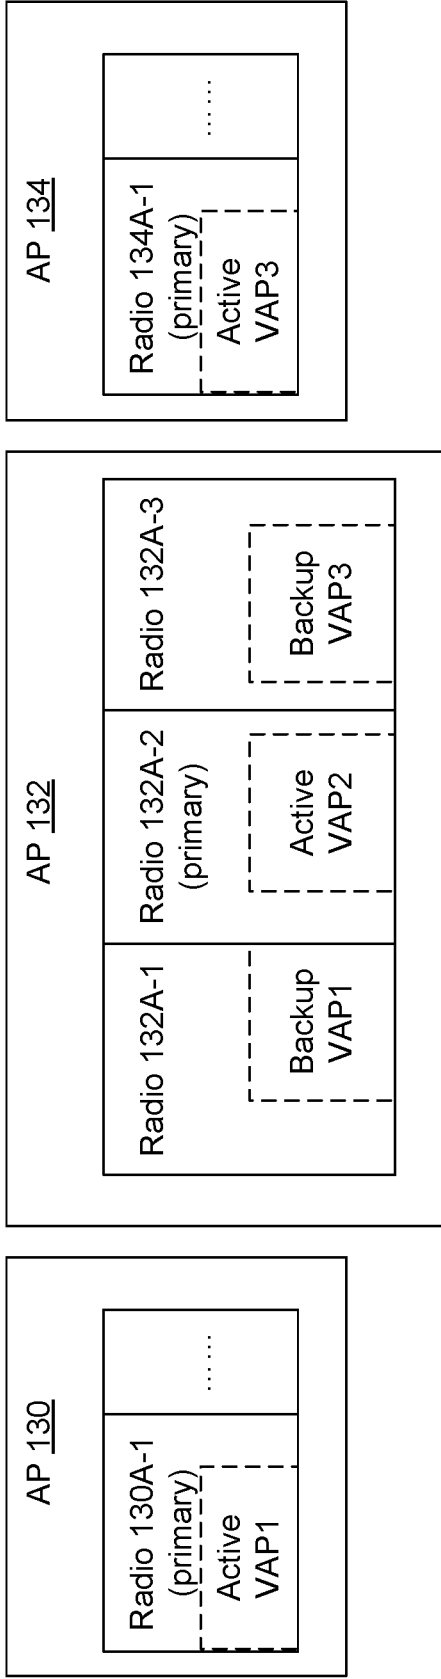 AP 130
Radio 130A-1
(primary)
Active
VAP1
......
AP 132
Radio 132A-1
Backup
VAP1
Radio 132A-2
(primary)
Active
VAP2
Radio 132A-3
Backup
VAP3
AP 134
Radio 134A-1
(primary)
Active
VAP3
......